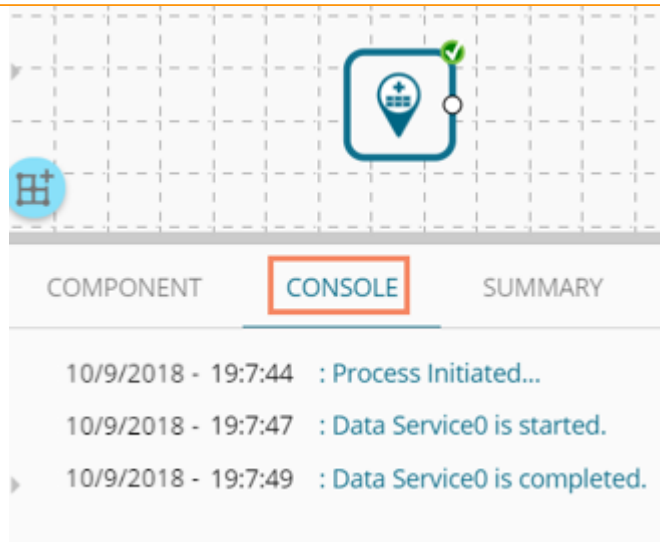 COMPONENT CONSOLE SUMMARY
10/9/2018 - 19:7:44 : Process Initiated...
10/9/2018 - 19:7:47 : Data Service0 is started.
10/9/2018 - 19:7:49 : Data Service0 is completed.